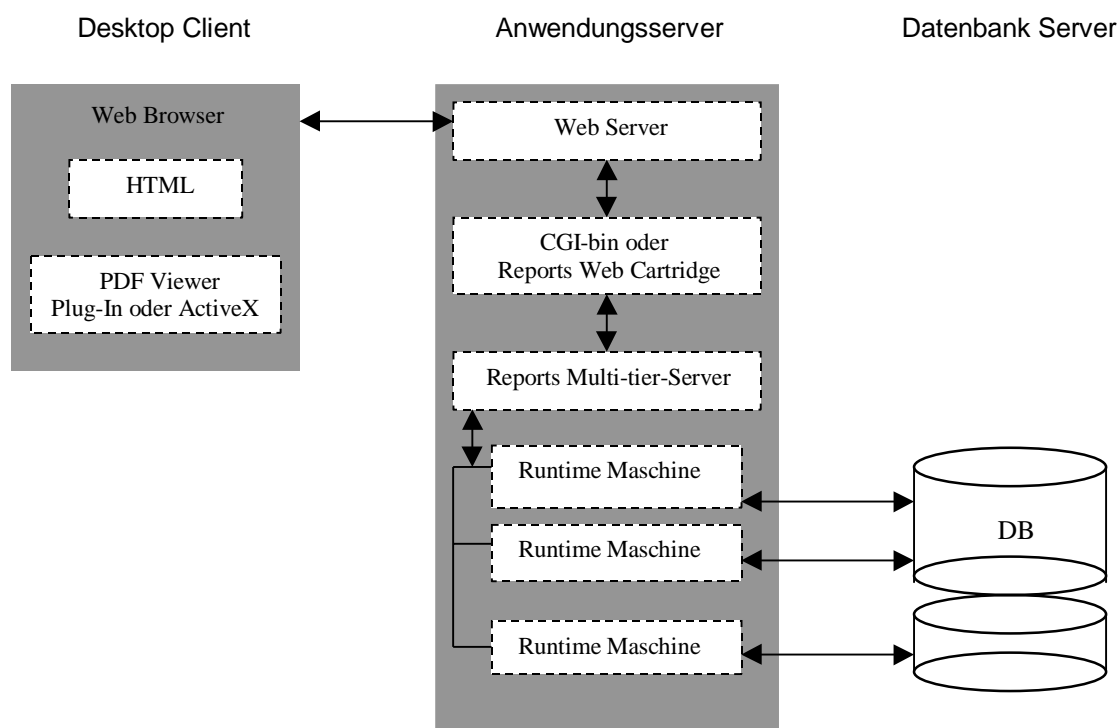 Desktop Client
Anwendungsserver
Datenbank Server
Web Browser
HTML
PDF Viewer
Plug-In oder ActiveX
Web Server
CGI-bin oder
Reports Web Cartridge
Reports Multi-tier-Server
Runtime Maschine
Runtime Maschine
Runtime Maschine
DB